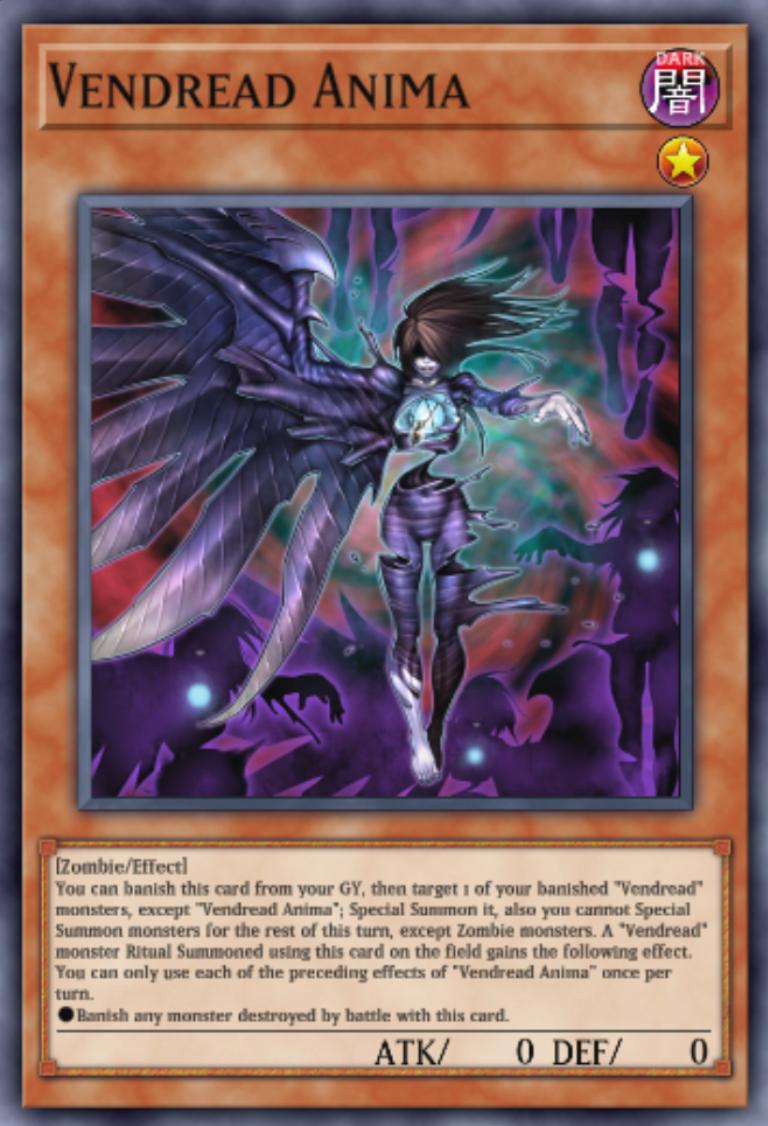 Vendread Anima
DARK
闇
[Zombie/Effect]
You can banish this card from your GY, then target 1 of your banished "Vendread"
monsters, except "Vendread Anima"; Special Summon it, also you cannot Special
Summon monsters for the rest of this turn, except Zombie monsters. A "Vendread"
monster Ritual Summoned using this card on the field gains the following effect.
You can only use each of the preceding effects of "Vendread Anima" once per
turn.
●Banish any monster destroyed by battle with this card.
ATK/ 0 DEF/ 0